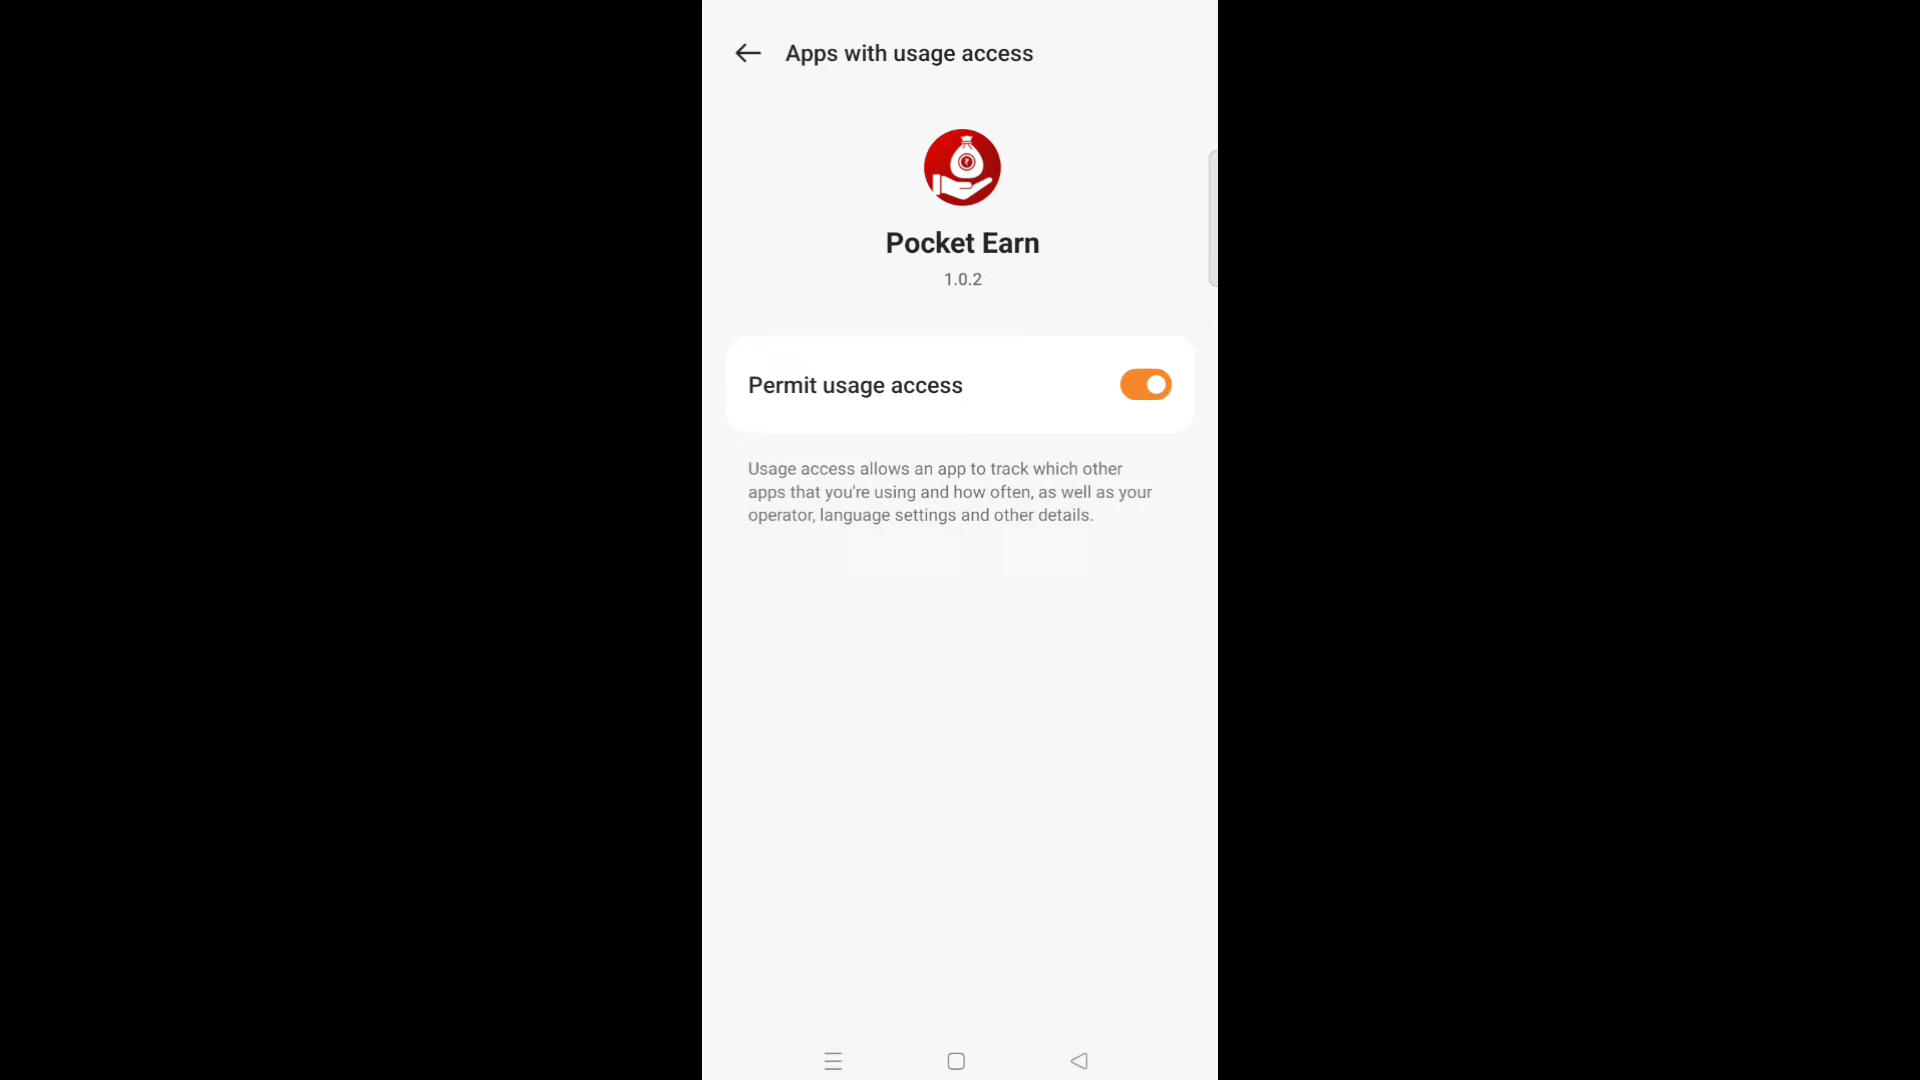 Apps with usage access
Pocket Earn
1.0.2
Permit usage access
Usage access allows an app to track which other
apps that you're using and how often, as well as your
operator, language settings and other details.